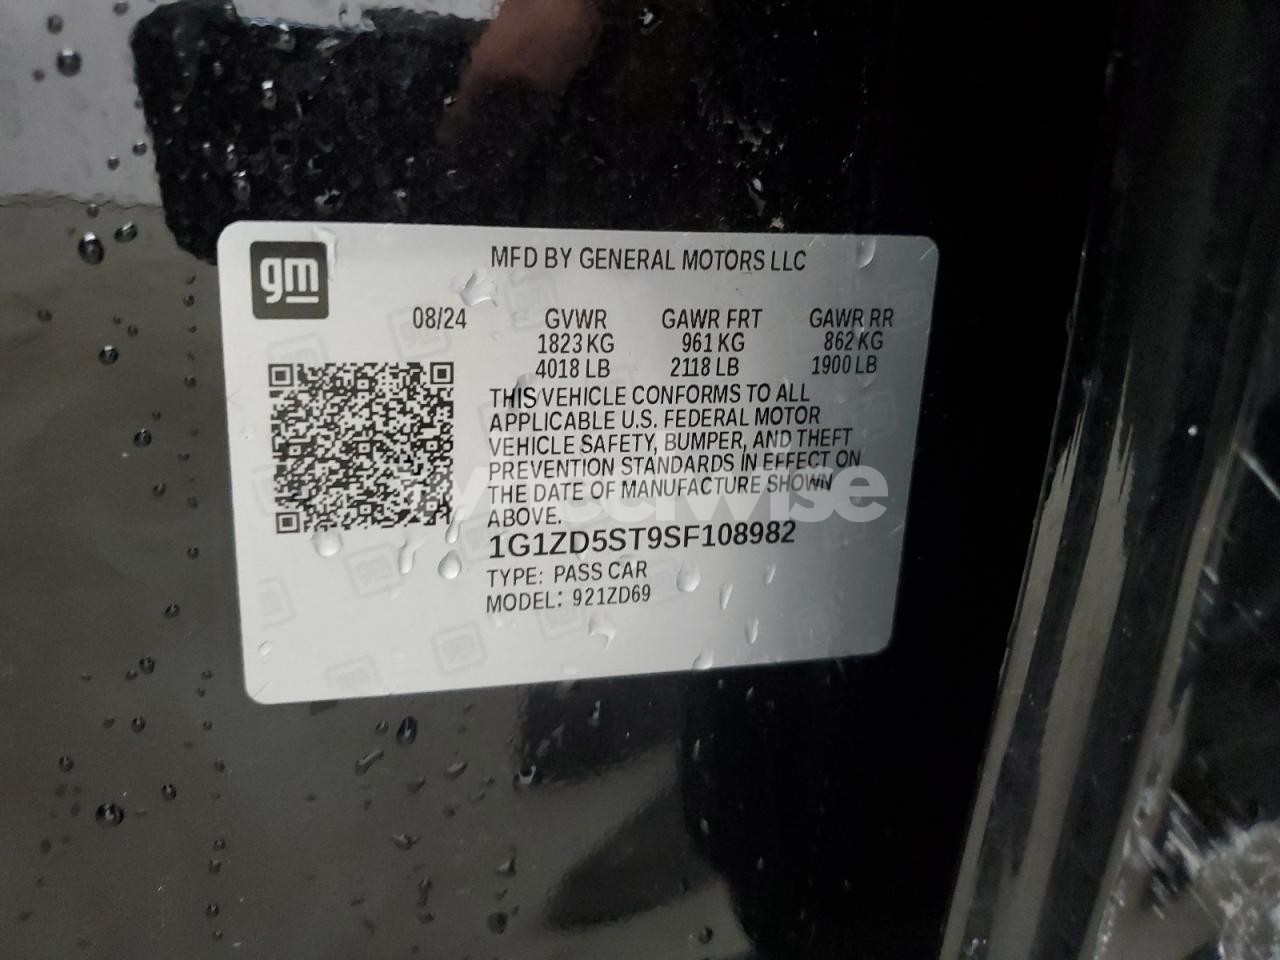 gm
MFD BY GENERAL MOTORS LLC
08/24 GVWR GAWR FRT GAWR RR
1823 KG 961 KG 862 KG
4018 LB 2118 LB 1900 LB
THIS VEHICLE CONFORMS TO ALL
APPLICABLE U.S. FEDERAL MOTOR
VEHICLE SAFETY, BUMPER, AND THEFT
PREVENTION STANDARDS IN EFFECT ON
THE DATE OF MANUFACTURE SHOWN
ABOVE.
1G1ZD5ST9SF108982
TYPE: PASS CAR
MODEL: 921ZD69